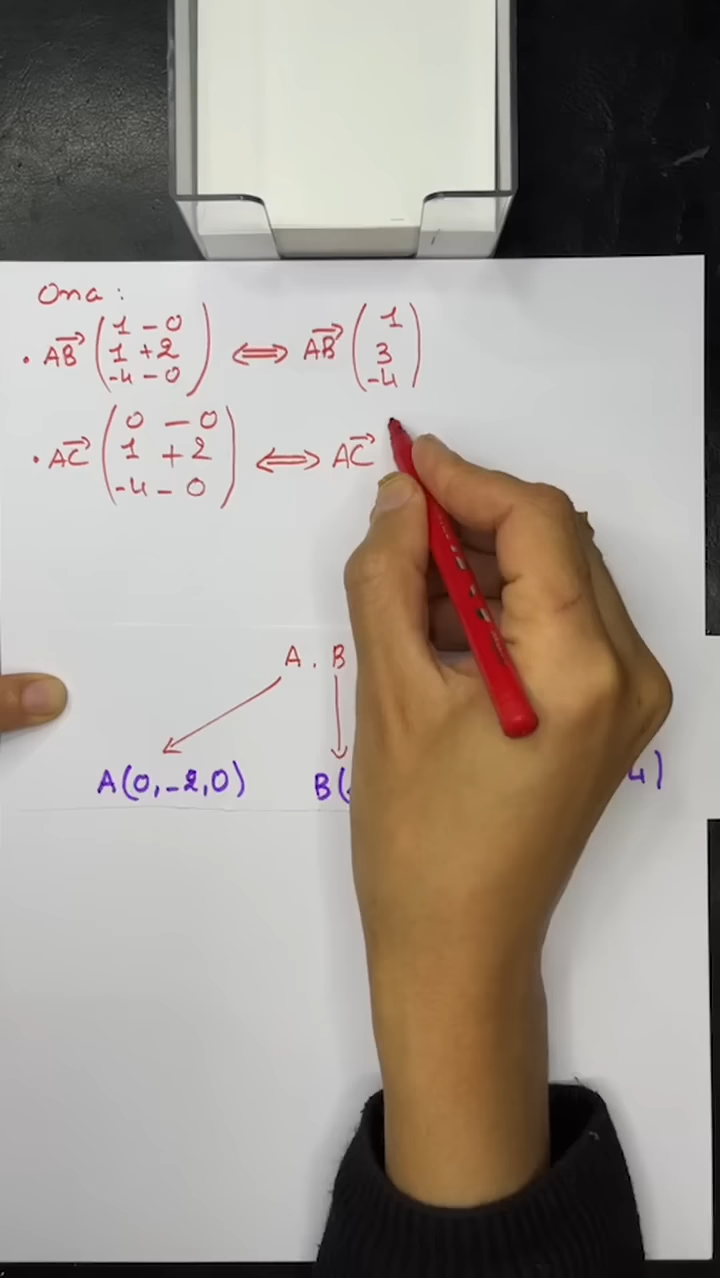 Ona :
. AB→ ( 1 - 0 ) ⟺ AB→ ( 1 )
1 + 2 3
-4 - 0 -4
. AC→ ( 0 - 0 ) ⟺ AC→
1 + 2
-4 - 0
A . B
A(0,-2,0) B( 4)